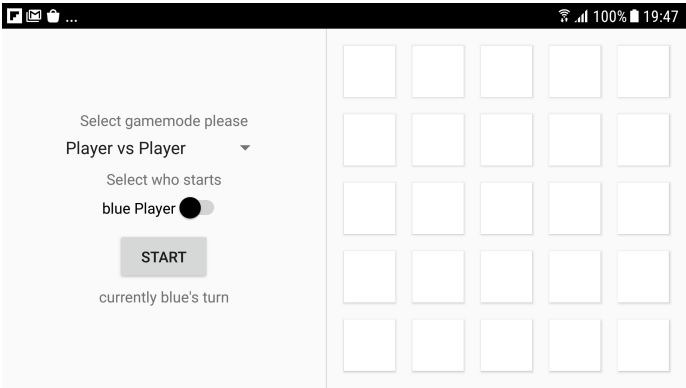 ... 100% 19:47
Select gamemode please
Player vs Player
Select who starts
blue Player
START
currently blue's turn